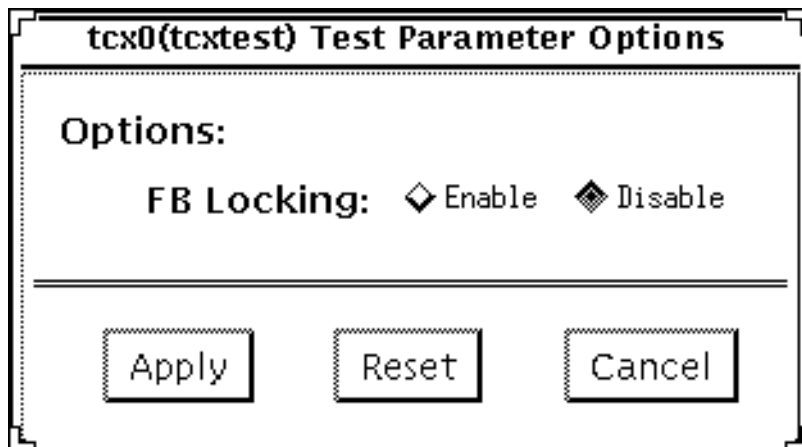 tcx0(tcxtest) Test Parameter Options
Options:
FB Locking: Enable Disable
Apply Reset Cancel